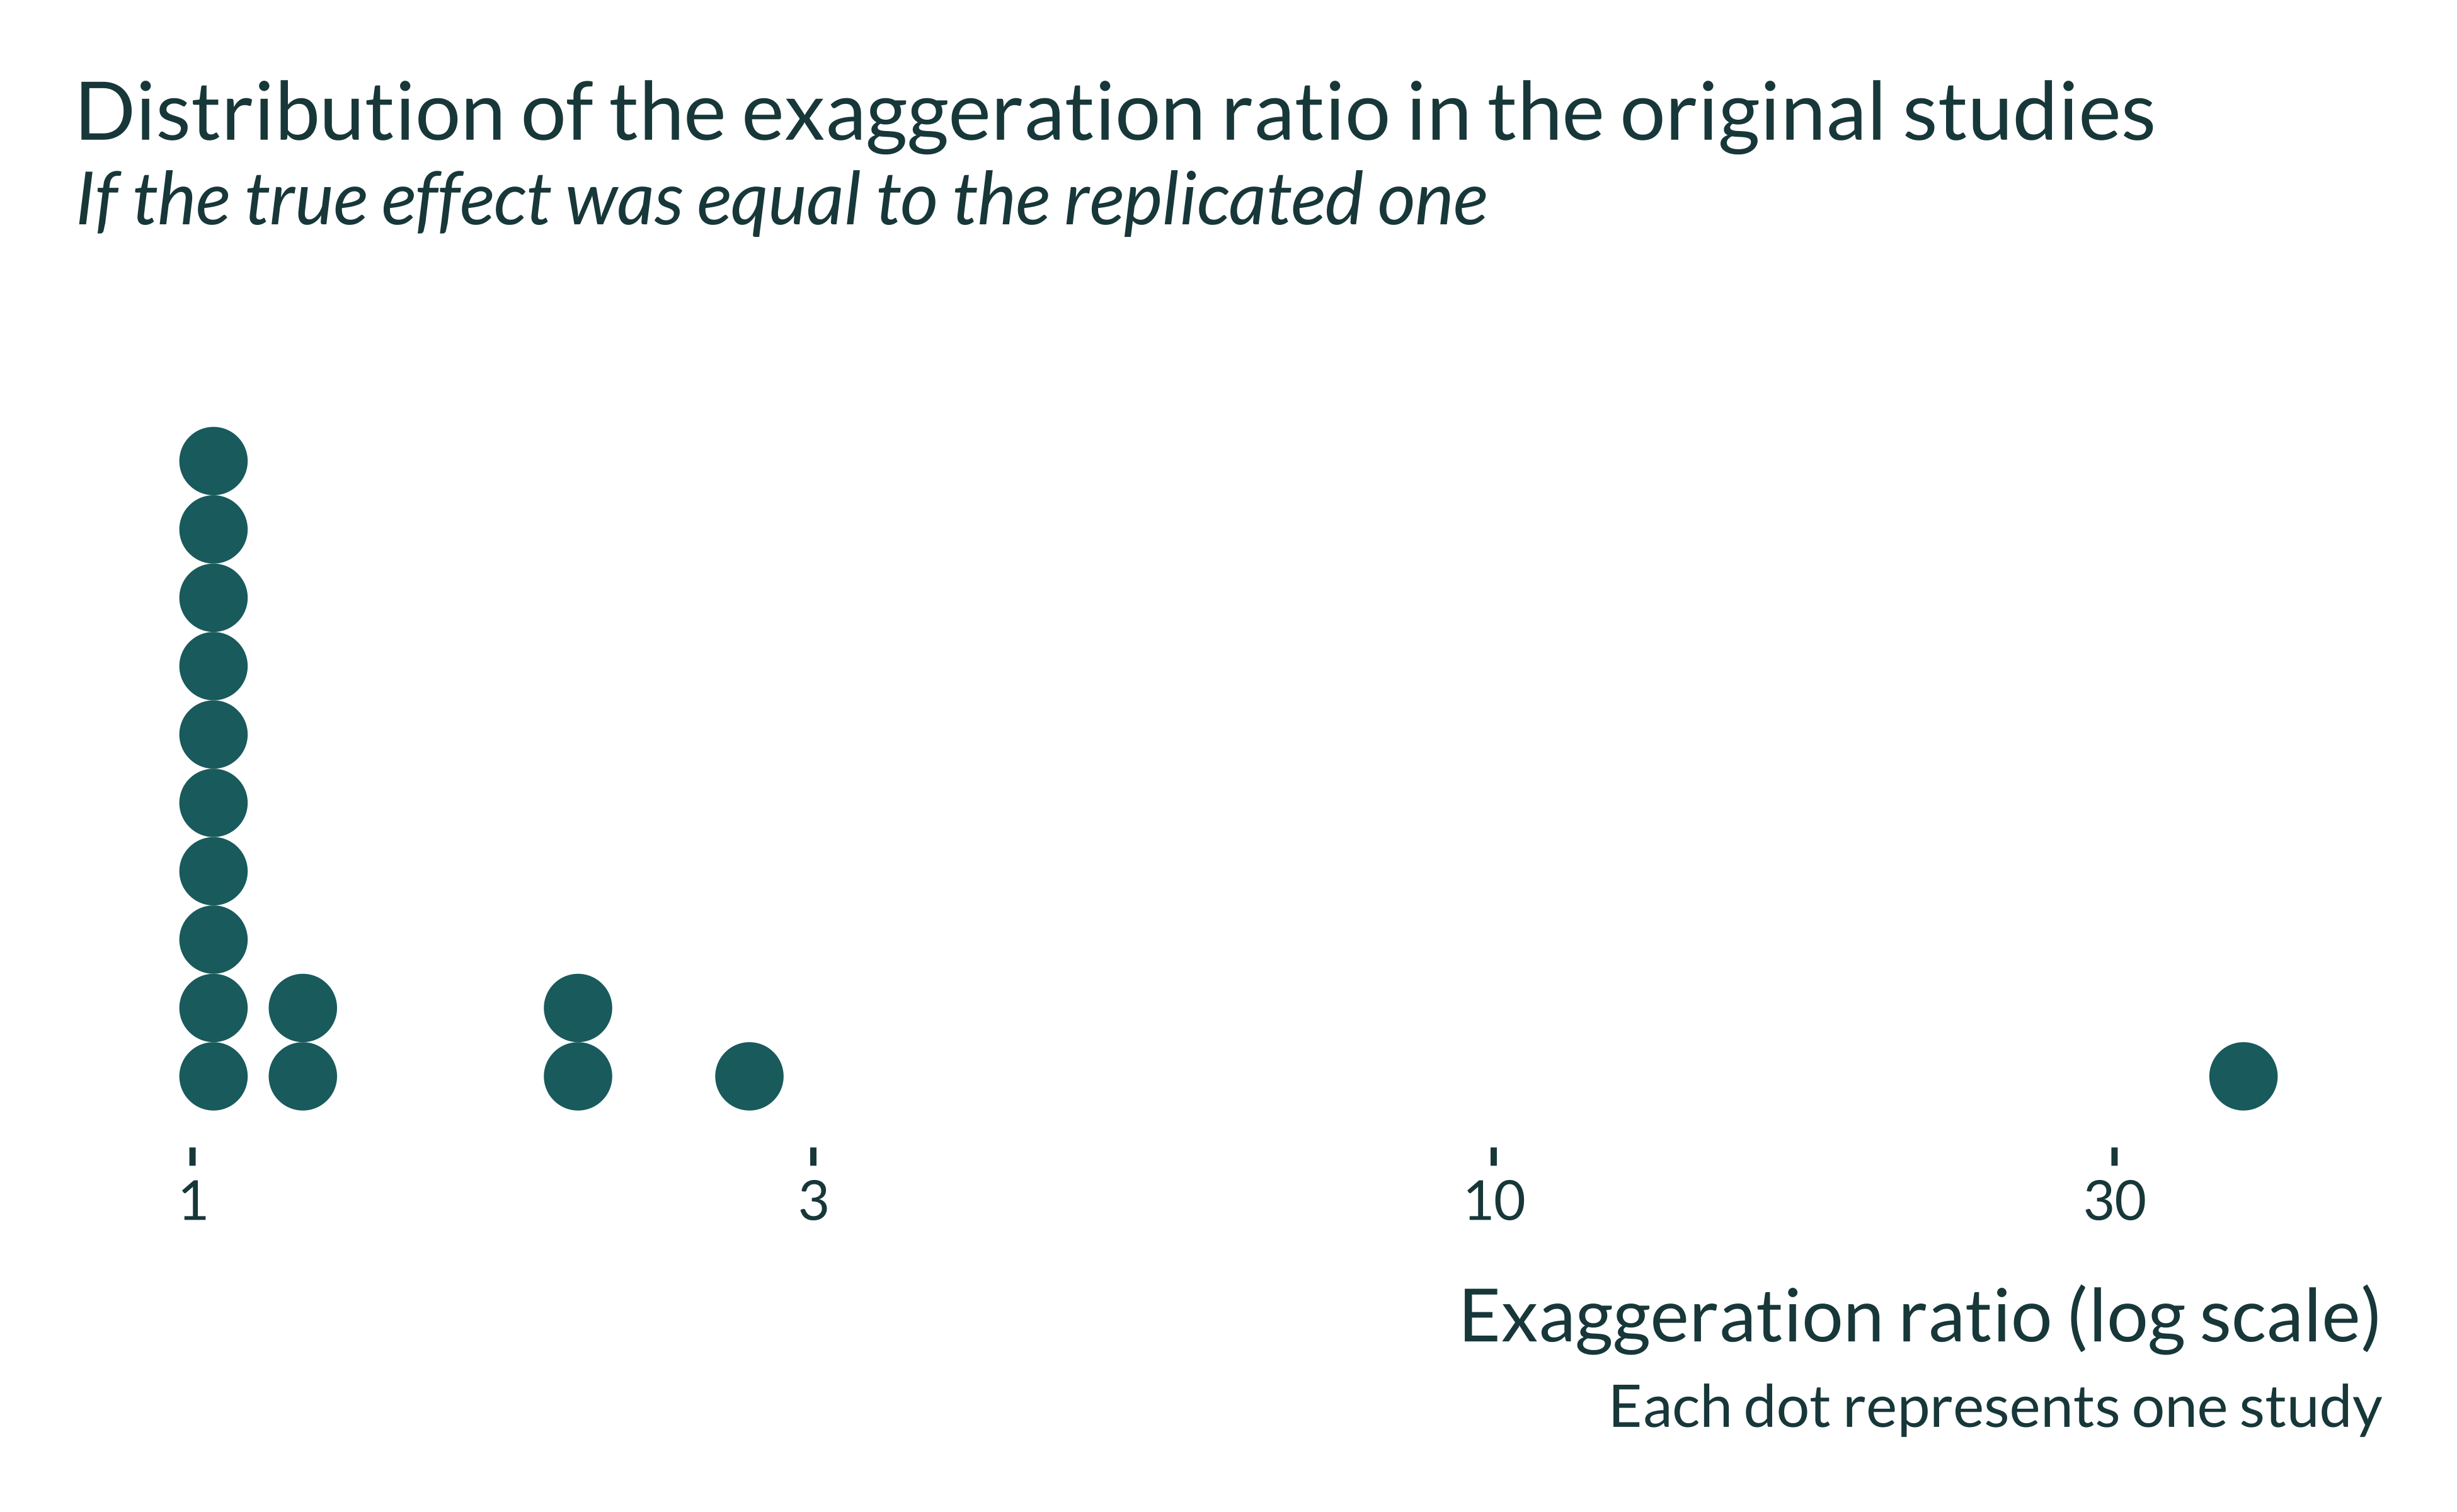 Distribution of the exaggeration ratio in the original studies
If the true effect was equal to the replicated one
1 3 10 30
Exaggeration ratio (log scale)
Each dot represents one study